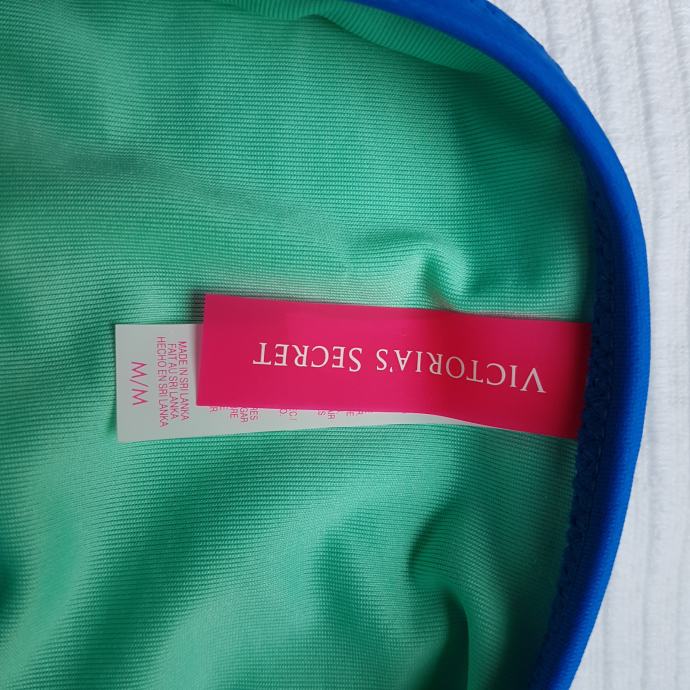 VICTORIA'S SECRET
MADE IN SRI LANKA
FAIT AU SRI LANKA
HECHO EN SRI LANKA
M/M